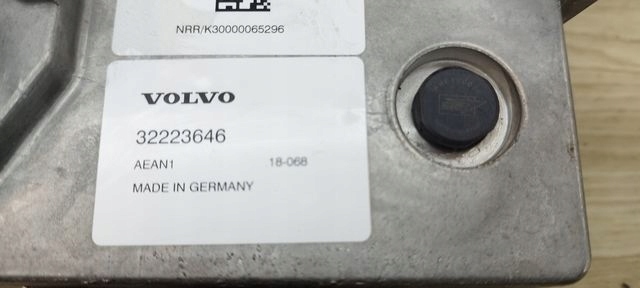 NRR/K30000065296
VOLVO
32223646
AEAN1 18-068
MADE IN GERMANY